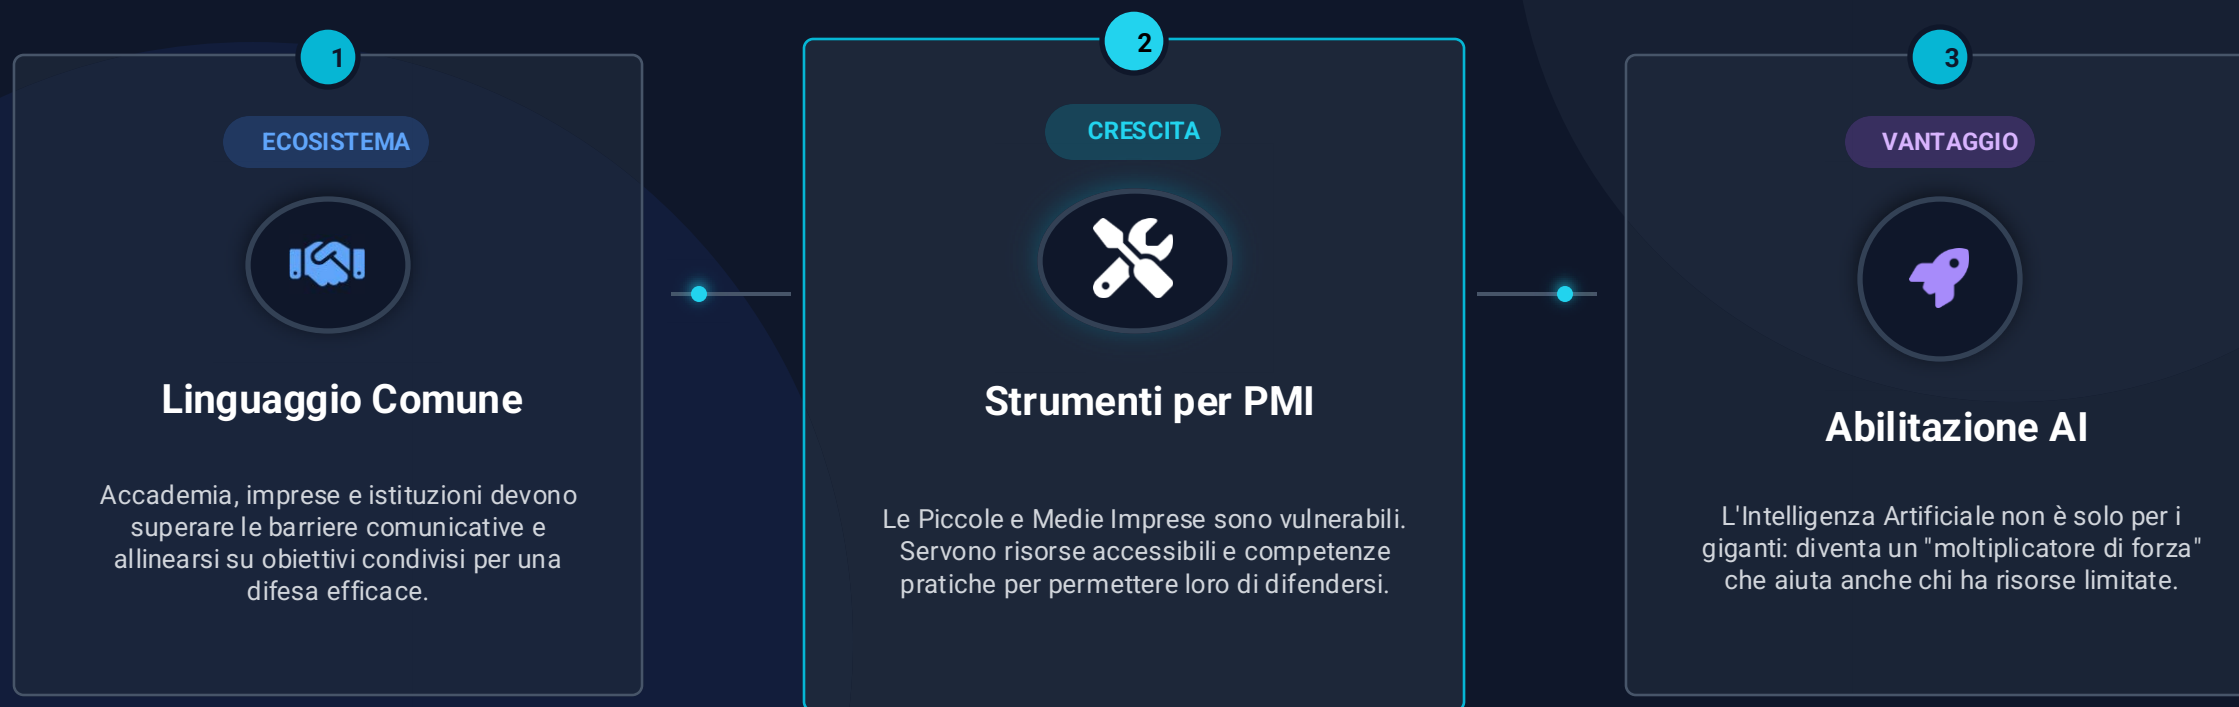 1
ECOSISTEMA
Linguaggio Comune
Accademia, imprese e istituzioni devono
superare le barriere comunicative e
allinearsi su obiettivi condivisi per una
difesa efficace.
2
CRESCITA
Strumenti per PMI
Le Piccole e Medie Imprese sono vulnerabili.
Servono risorse accessibili e competenze
pratiche per permettere loro di difendersi.
3
VANTAGGIO
Abilitazione AI
L'Intelligenza Artificiale non è solo per i
giganti: diventa un "moltiplicatore di forza"
che aiuta anche chi ha risorse limitate.